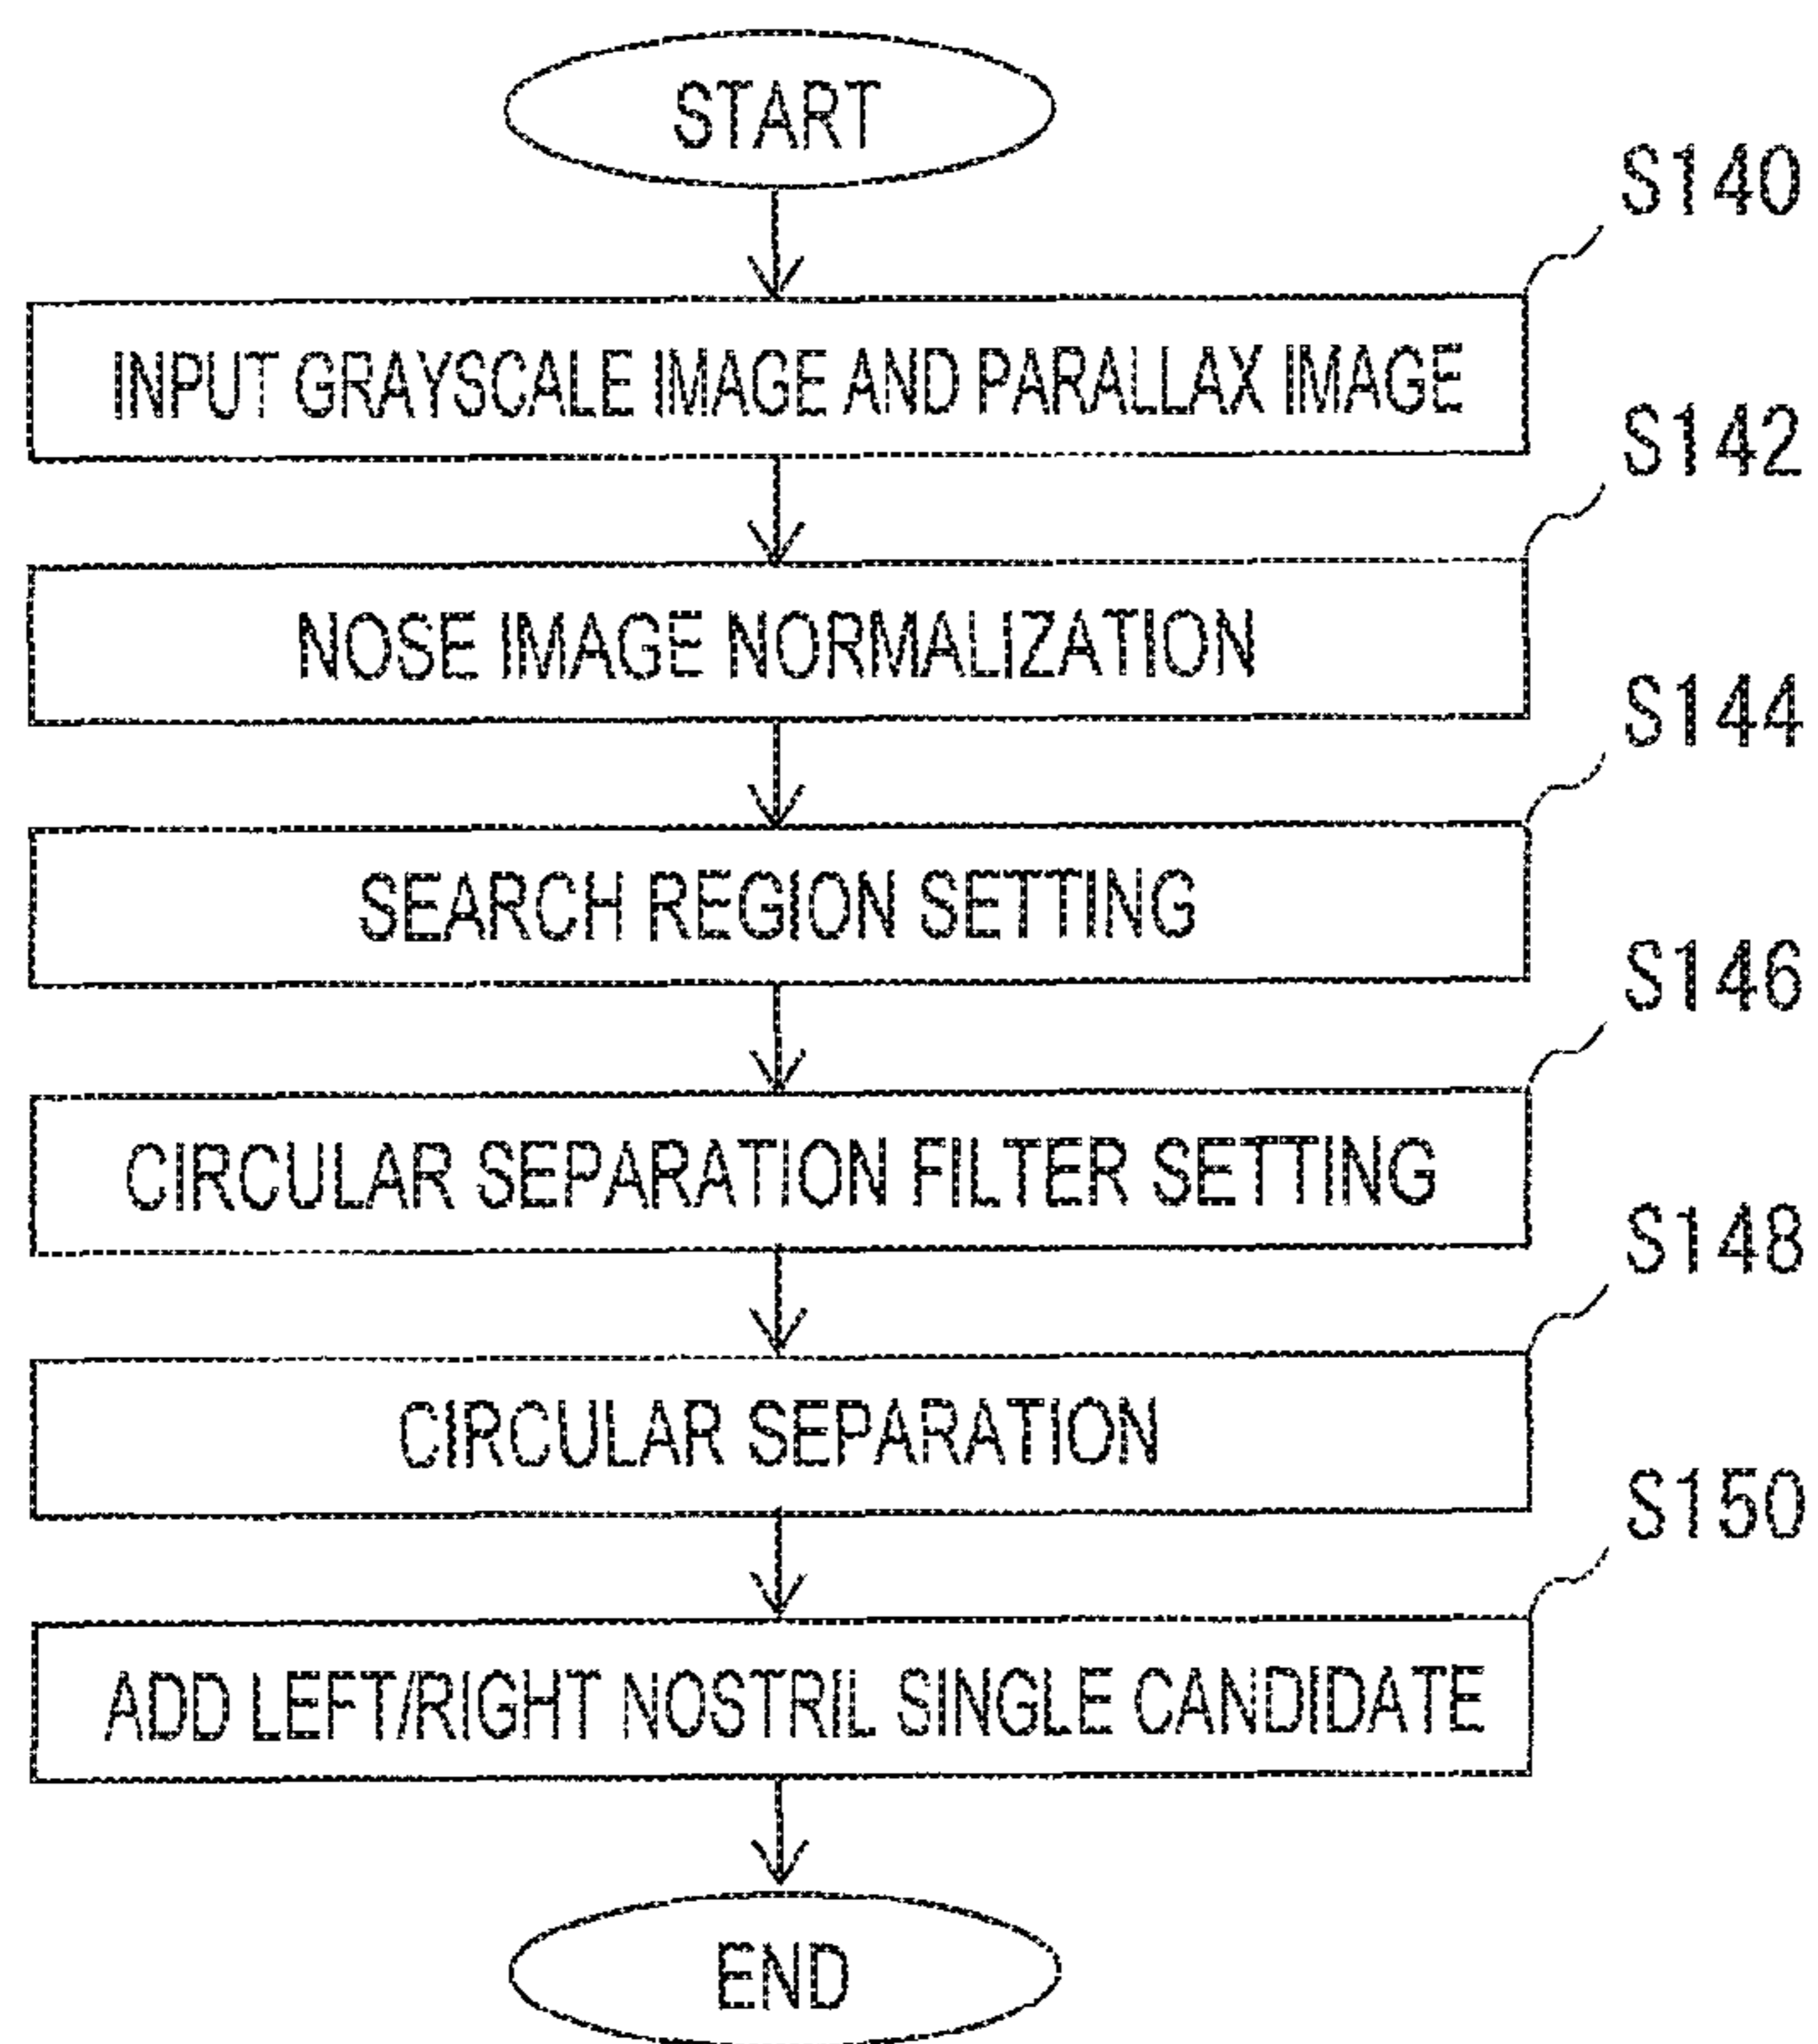 START
S140
INPUT GRAYSCALE IMAGE AND PARALLAX IMAGE
S142
NOSE IMAGE NORMALIZATION
S144
SEARCH REGION SETTING
S146
CIRCULAR SEPARATION FILTER SETTING
S148
CIRCULAR SEPARATION
S150
ADD LEFT/RIGHT NOSTRIL SINGLE CANDIDATE
END